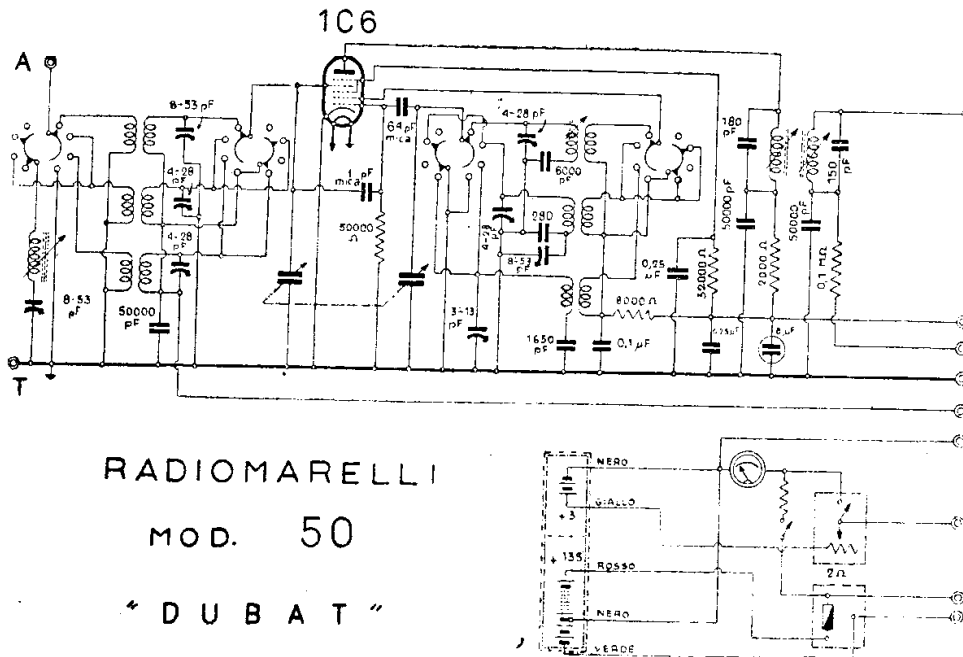 1C6
A
8-53 pF
4-28 pF
64 pF
mica
180
pF
150
pF
4-28
pF
1 pF
mica
6000
pF
50000 pF
50000
pF
4-28
pF
50000
Ω
280
4-28
pF
8-53
pF
0,25
µF
32000 Ω
2000 Ω
0,1 MΩ
8-53
pF
50000
pF
3-13
pF
8000 Ω
1650
pF
0,1 µF
0,25 µF
8 µF
T
RADIOMARELLI
MOD. 50
"DUBAT"
NERO
GIALLO
+ 3
+ 135
ROSSO
NERO
VERDE
2 Ω